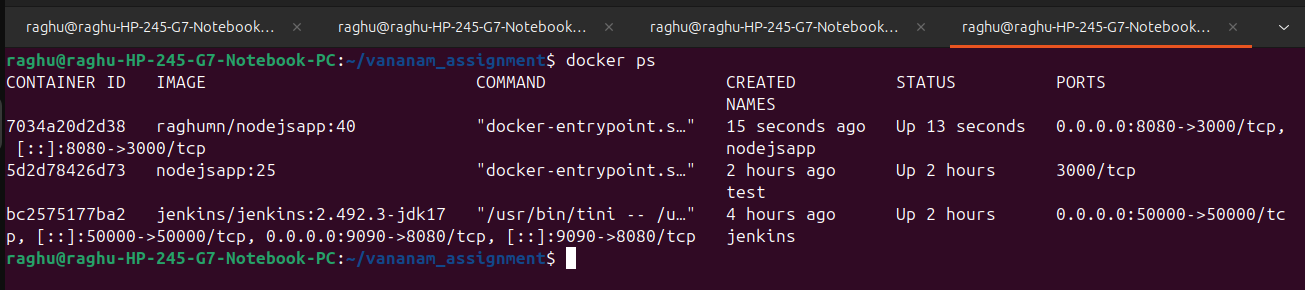 raghu@raghu-HP-245-G7-Notebook... × raghu@raghu-HP-245-G7-Notebook... × raghu@raghu-HP-245-G7-Notebook... × raghu@raghu-HP-245-G7-Notebook... ×
raghu@raghu-HP-245-G7-Notebook-PC:~/vananam_assignment$ docker ps
CONTAINER ID   IMAGE                           COMMAND                  CREATED          STATUS          PORTS
                                                                        NAMES
7034a20d2d38   raghumn/nodejsapp:40            "docker-entrypoint.s…"   15 seconds ago   Up 13 seconds   0.0.0.0:8080->3000/tcp,
 [::]:8080->3000/tcp                                                    nodejsapp
5d2d78426d73   nodejsapp:25                    "docker-entrypoint.s…"   2 hours ago      Up 2 hours      3000/tcp
                                                                        test
bc2575177ba2   jenkins/jenkins:2.492.3-jdk17   "/usr/bin/tini -- /u…"   4 hours ago      Up 2 hours      0.0.0.0:50000->50000/tc
p, [::]:50000->50000/tcp, 0.0.0.0:9090->8080/tcp, [::]:9090->8080/tcp   jenkins
raghu@raghu-HP-245-G7-Notebook-PC:~/vananam_assignment$